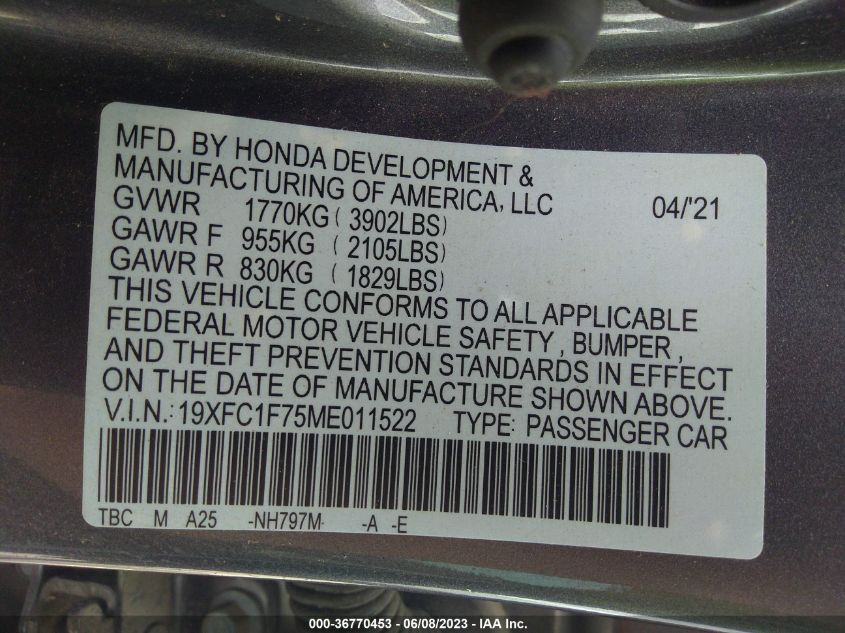 MFD. BY HONDA DEVELOPMENT &
MANUFACTURING OF AMERICA, LLC 04/'21
GVWR 1770KG ( 3902LBS)
GAWR F 955KG ( 2105LBS)
GAWR R 830KG ( 1829LBS)
THIS VEHICLE CONFORMS TO ALL APPLICABLE
FEDERAL MOTOR VEHICLE SAFETY , BUMPER ,
AND THEFT PREVENTION STANDARDS IN EFFECT
ON THE DATE OF MANUFACTURE SHOWN ABOVE.
V.I.N.: 19XFC1F75ME011522 TYPE: PASSENGER CAR
TBC M A25 -NH797M- -A -E
000-36770453 - 06/08/2023 - IAA Inc.